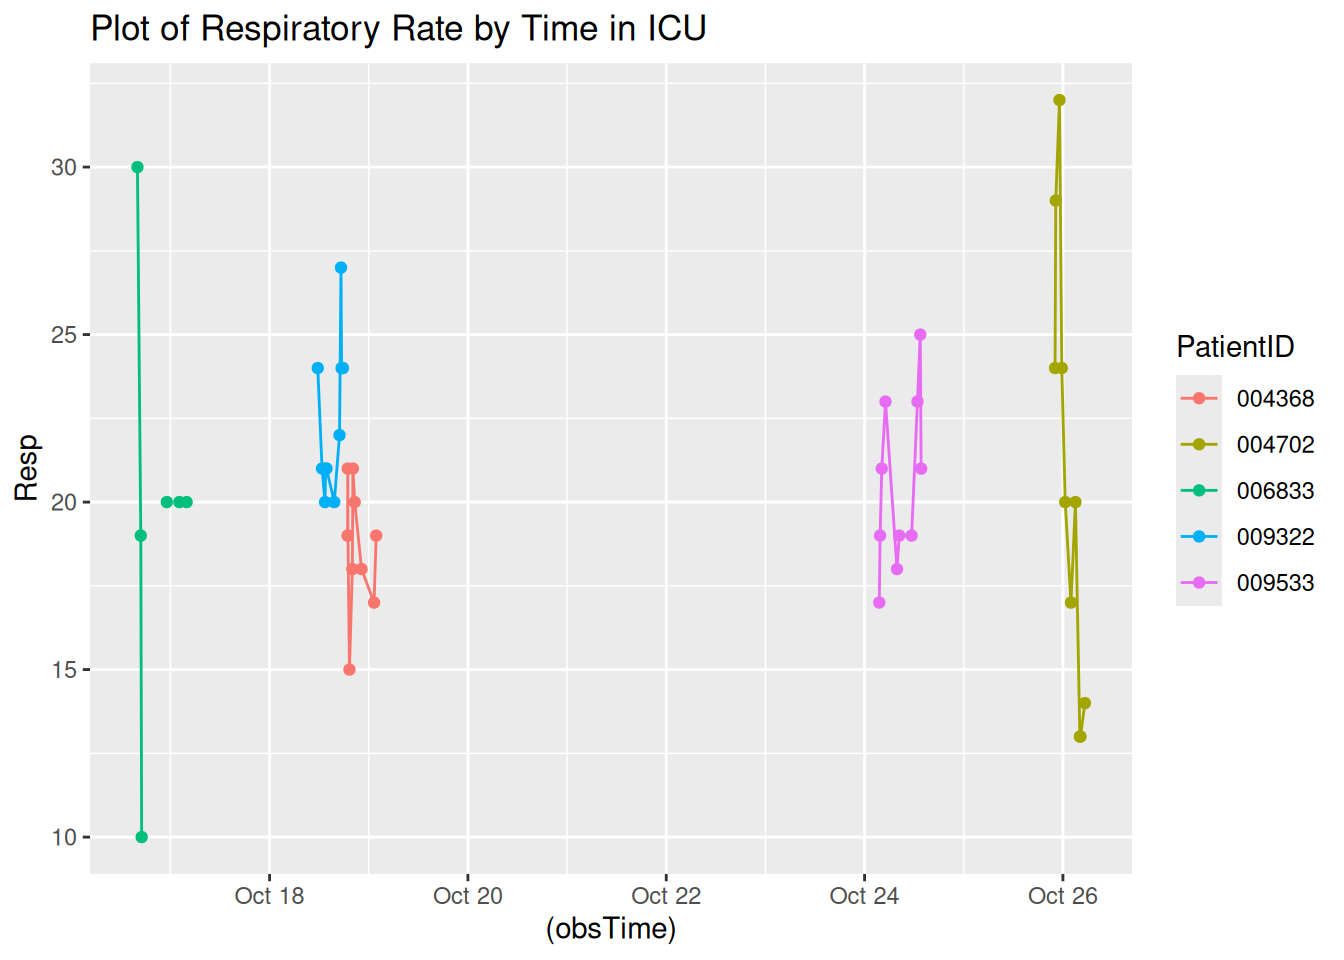 Plot of Respiratory Rate by Time in ICU
Resp
30
25
20
15
10
Oct 18
Oct 20
Oct 22
Oct 24
Oct 26
(obsTime)
PatientID
004368
004702
006833
009322
009533